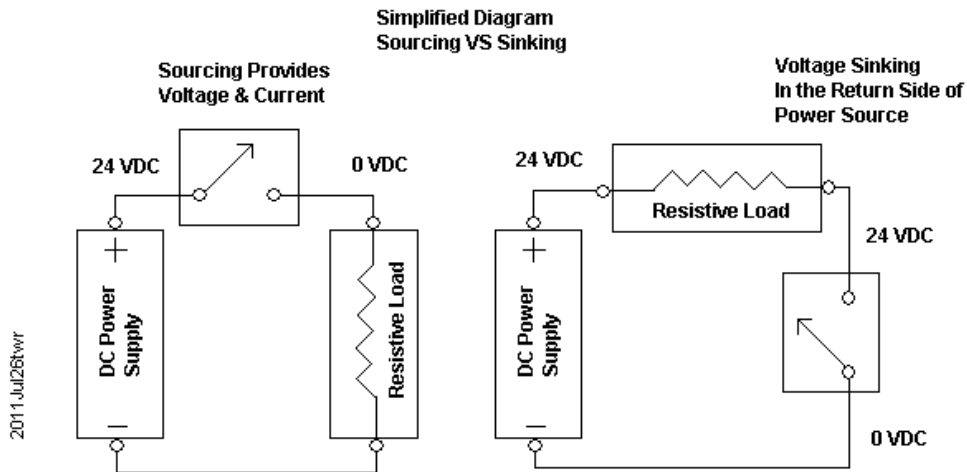 Simplified Diagram
Sourcing VS Sinking
Sourcing Provides
Voltage & Current
Voltage Sinking
In the Return Side of
Power Source
24 VDC
0 VDC
DC Power
Supply
Resistive Load
24 VDC
Resistive Load
24 VDC
DC Power
Supply
0 VDC
2011Jul26twr